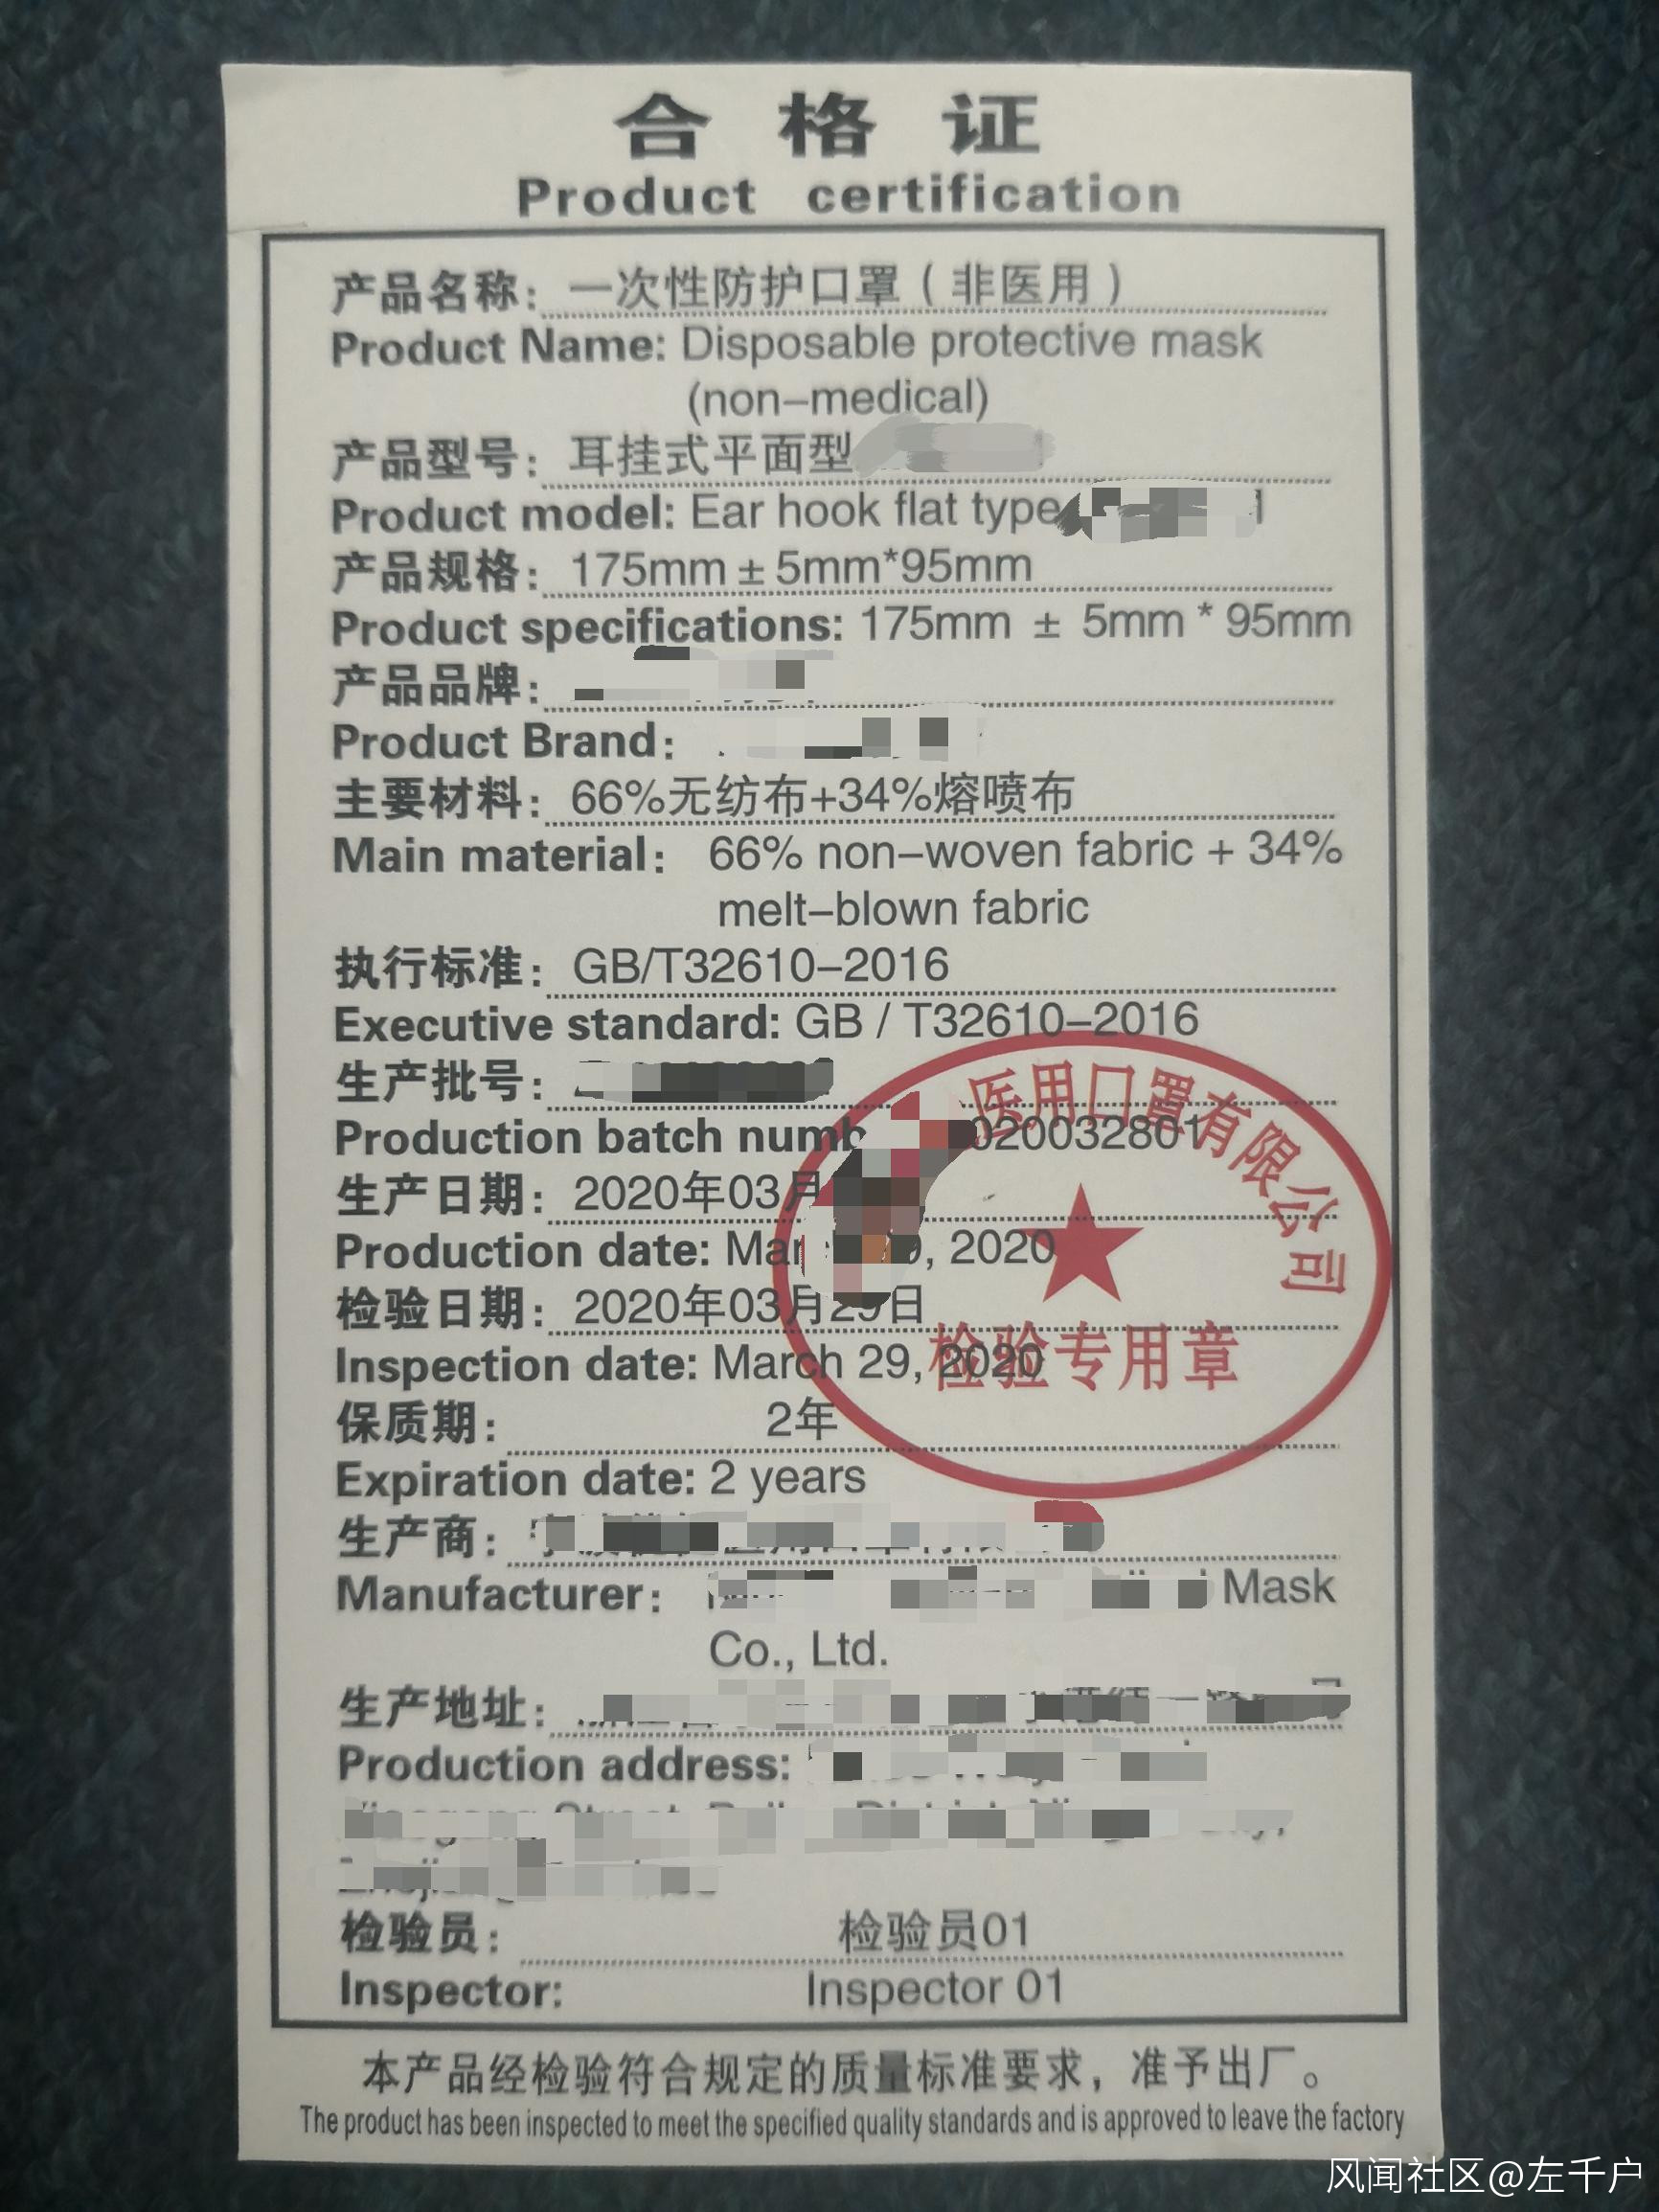 合格证
Product certification
产品名称：一次性防护口罩（非医用）
Product Name: Disposable protective mask
(non-medical)
产品型号：耳挂式平面型
Product model: Ear hook flat type
产品规格：175mm±5mm*95mm
Product specifications: 175mm ± 5mm * 95mm
产品品牌：
Product Brand:
主要材料：66%无纺布+34%熔喷布
Main material: 66% non-woven fabric + 34%
melt-blown fabric
执行标准：GB/T32610-2016
Executive standard: GB / T32610-2016
生产批号：
Production batch 020032801
生产日期：2020年03月
Production date: 2020
检验日期：2020年03月29日
Inspection date: March 29, 2020
医用口罩有限公司
检验专用章
保质期：2年
Expiration date: 2 years
生产商：
Manufacturer: Mask
Co., Ltd.
生产地址：
Production address:
检验员：检验员01
Inspector: Inspector 01
本产品经检验符合规定的质量标准要求，准予出厂。
The product has been inspected to meet the specified quality standards and is approved to leave the factory
风闻社区@左千户